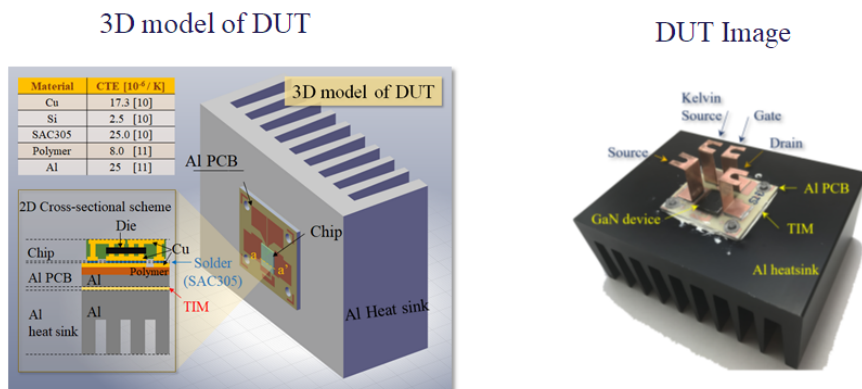 3D model of DUT
DUT Image
Material CTE [10⁻⁶/ K]
Cu 17.3 [10]
Si 2.5 [10]
SAC305 25.0 [10]
Polymer 8.0 [11]
Al 25 [11]
3D model of DUT
Al PCB
2D Cross-sectional scheme
Die
Chip
Cu
Polymer
Al PCB
Al
Solder
(SAC305)
TIM
Al
heat sink
Al
Chip
a
a'
Al Heat sink
Kelvin
Source
Gate
Drain
Source
Al PCB
GaN device
TIM
Al heatsink